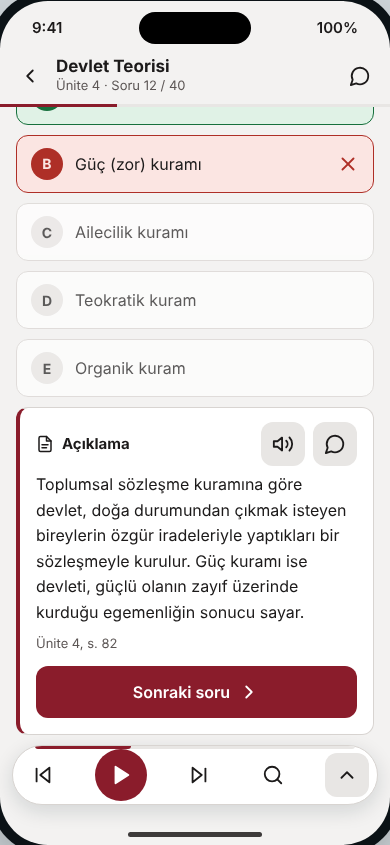 9:41
100%
Devlet Teorisi
Ünite 4 · Soru 12 / 40
B
Güç (zor) kuramı
C
Ailecilik kuramı
D
Teokratik kuram
E
Organik kuram
Açıklama
Toplumsal sözleşme kuramına göre
devlet, doğa durumundan çıkmak isteyen
bireylerin özgür iradeleriyle yaptıkları bir
sözleşmeyle kurulur. Güç kuramı ise
devleti, güçlü olanın zayıf üzerinde
kurduğu egemenliğin sonucu sayar.
Ünite 4, s. 82
Sonraki soru